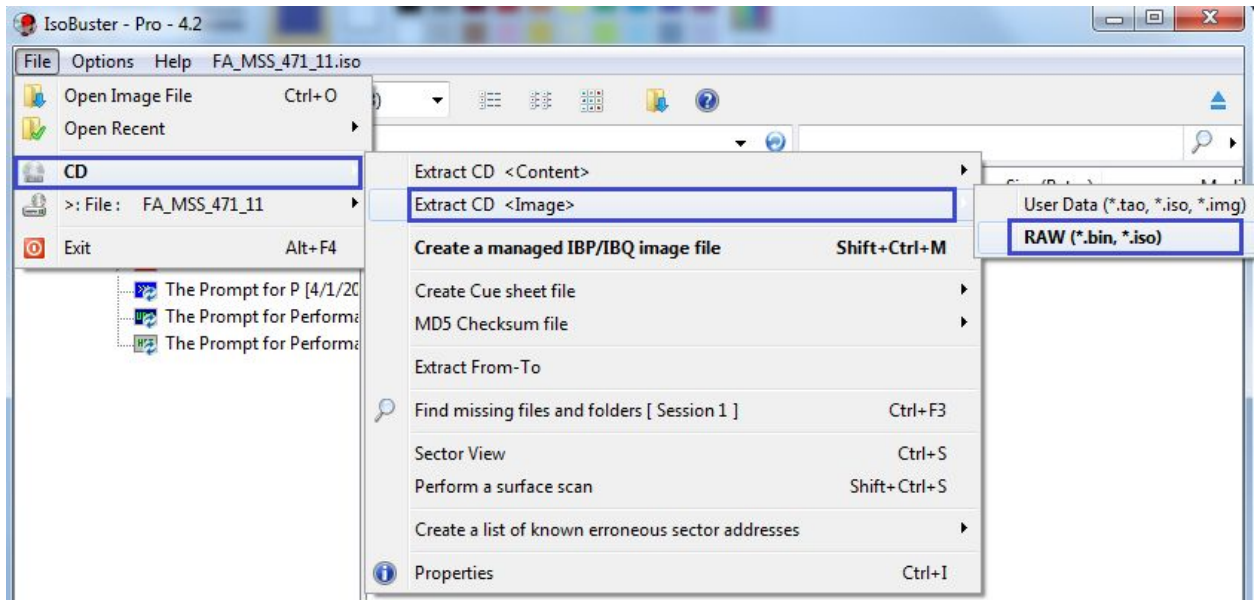 IsoBuster - Pro - 4.2
File Options Help FA_MSS_471_11.iso
Open Image File Ctrl+O
Open Recent
CD
>: File : FA_MSS_471_11
Exit Alt+F4
Extract CD <Content>
Extract CD <Image>
Create a managed IBP/IBQ image file Shift+Ctrl+M
Create Cue sheet file
MD5 Checksum file
Extract From-To
Find missing files and folders [ Session 1 ] Ctrl+F3
Sector View Ctrl+S
Perform a surface scan Shift+Ctrl+S
Create a list of known erroneous sector addresses
Properties Ctrl+I
User Data (*.tao, *.iso, *.img)
RAW (*.bin, *.iso)
The Prompt for P [4/1/20
The Prompt for Performa
The Prompt for Performa